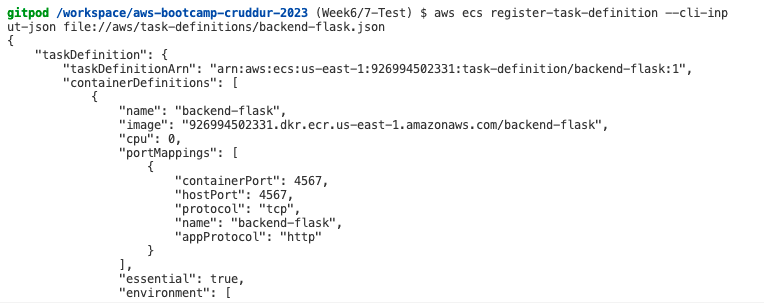 gitpod /workspace/aws-bootcamp-cruddur-2023 (Week6/7-Test) $ aws ecs register-task-definition --cli-inp
ut-json file://aws/task-definitions/backend-flask.json
{
    "taskDefinition": {
        "taskDefinitionArn": "arn:aws:ecs:us-east-1:926994502331:task-definition/backend-flask:1",
        "containerDefinitions": [
            {
                "name": "backend-flask",
                "image": "926994502331.dkr.ecr.us-east-1.amazonaws.com/backend-flask",
                "cpu": 0,
                "portMappings": [
                    {
                        "containerPort": 4567,
                        "hostPort": 4567,
                        "protocol": "tcp",
                        "name": "backend-flask",
                        "appProtocol": "http"
                    }
                ],
                "essential": true,
                "environment": [